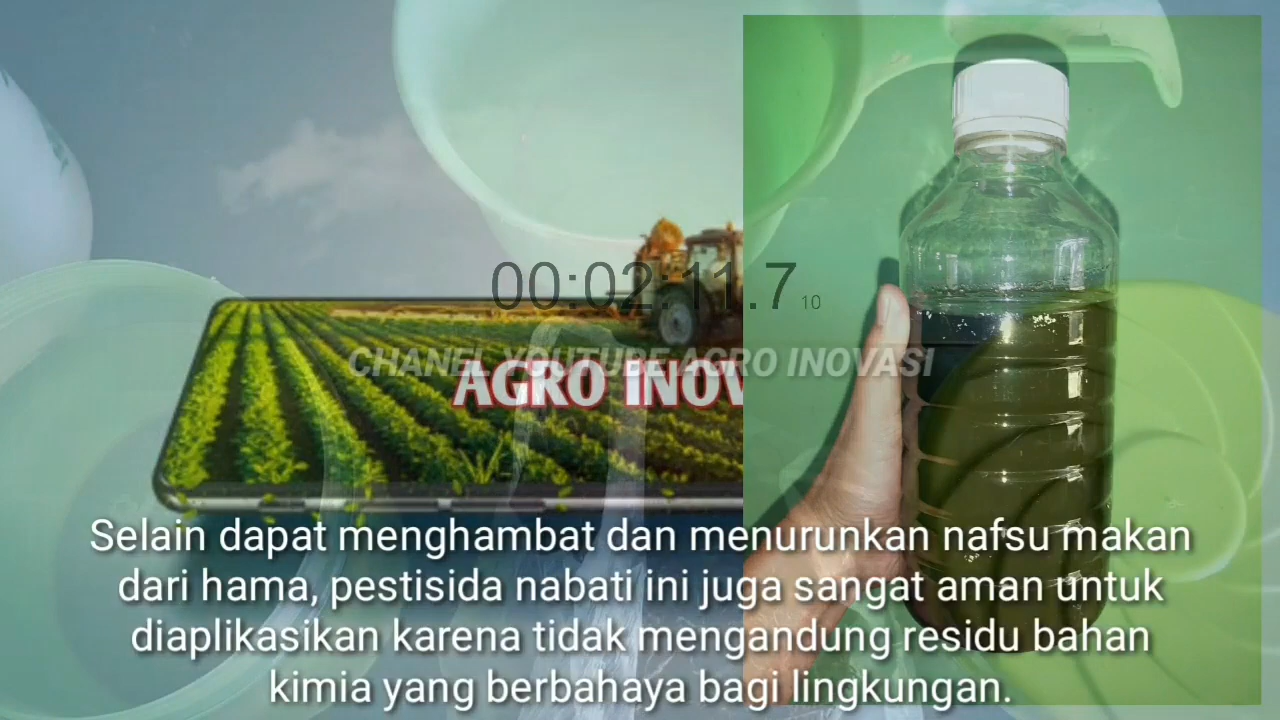 00:02:11.7 10
CHANEL YOUTUBE AGRO INOVASI
AGRO INOV
Selain dapat menghambat dan menurunkan nafsu makan
dari hama, pestisida nabati ini juga sangat aman untuk
diaplikasikan karena tidak mengandung residu bahan
kimia yang berbahaya bagi lingkungan.